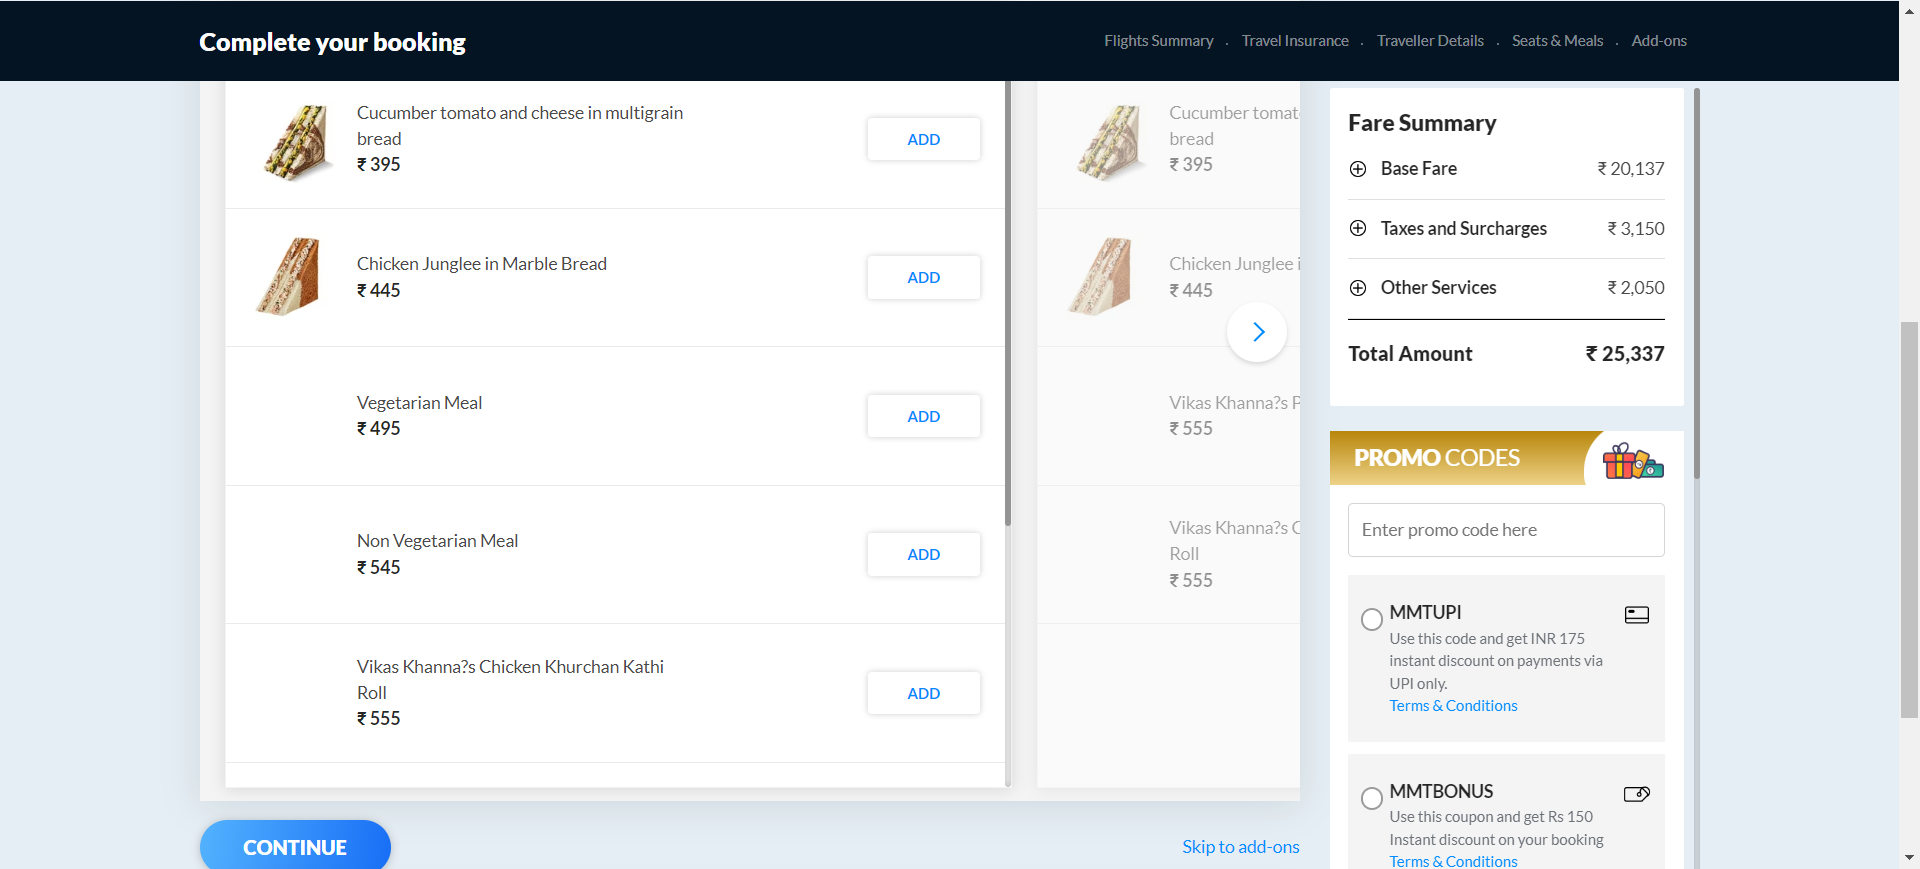 Complete your booking
Flights Summary . Travel Insurance . Traveller Details . Seats & Meals . Add-ons
Cucumber tomato and cheese in multigrain
bread
₹ 395
ADD
Chicken Junglee in Marble Bread
₹ 445
ADD
Vegetarian Meal
₹ 495
ADD
Non Vegetarian Meal
₹ 545
ADD
Vikas Khanna?s Chicken Khurchan Kathi
Roll
₹ 555
ADD
Cucumber tomat
bread
₹ 395
Chicken Junglee i
₹ 445
Vikas Khanna?s P
₹ 555
Vikas Khanna?s C
Roll
₹ 555
CONTINUE
Skip to add-ons
Fare Summary
Base Fare ₹ 20,137
Taxes and Surcharges ₹ 3,150
Other Services ₹ 2,050
Total Amount ₹ 25,337
PROMO CODES
Enter promo code here
MMTUPI
Use this code and get INR 175
instant discount on payments via
UPI only.
Terms & Conditions
MMTBONUS
Use this coupon and get Rs 150
Instant discount on your booking
Terms & Conditions